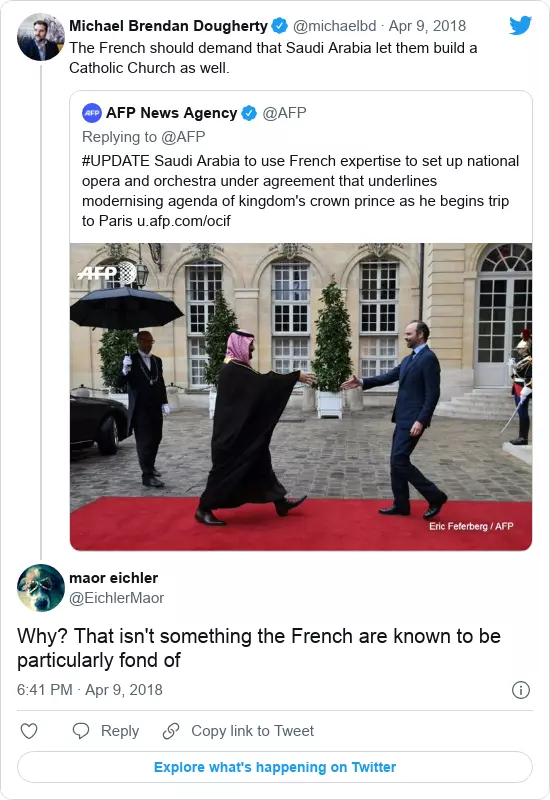 Michael Brendan Dougherty @michaelbd · Apr 9, 2018
The French should demand that Saudi Arabia let them build a
Catholic Church as well.
AFP AFP News Agency @AFP
Replying to @AFP
#UPDATE Saudi Arabia to use French expertise to set up national
opera and orchestra under agreement that underlines
modernising agenda of kingdom's crown prince as he begins trip
to Paris u.afp.com/ocif
AFP
Eric Feferberg / AFP
maor eichler
@EichlerMaor
Why? That isn't something the French are known to be
particularly fond of
6:41 PM · Apr 9, 2018
Reply Copy link to Tweet
Explore what's happening on Twitter